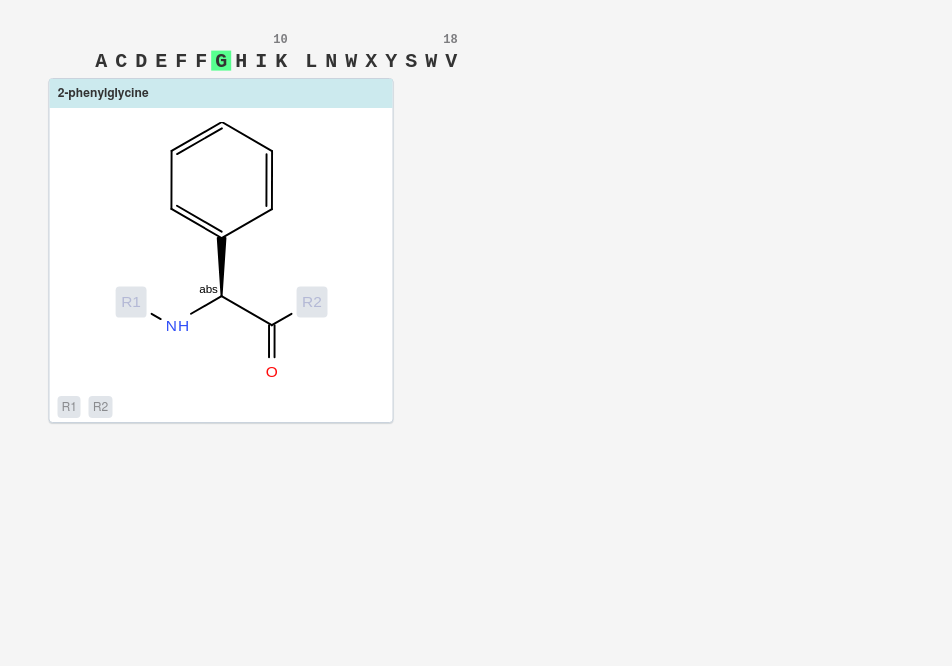 10 18
A C D E F F G H I K L N W X Y S W V
2-phenylglycine
abs
R1 R2
NH
O
R1 R2